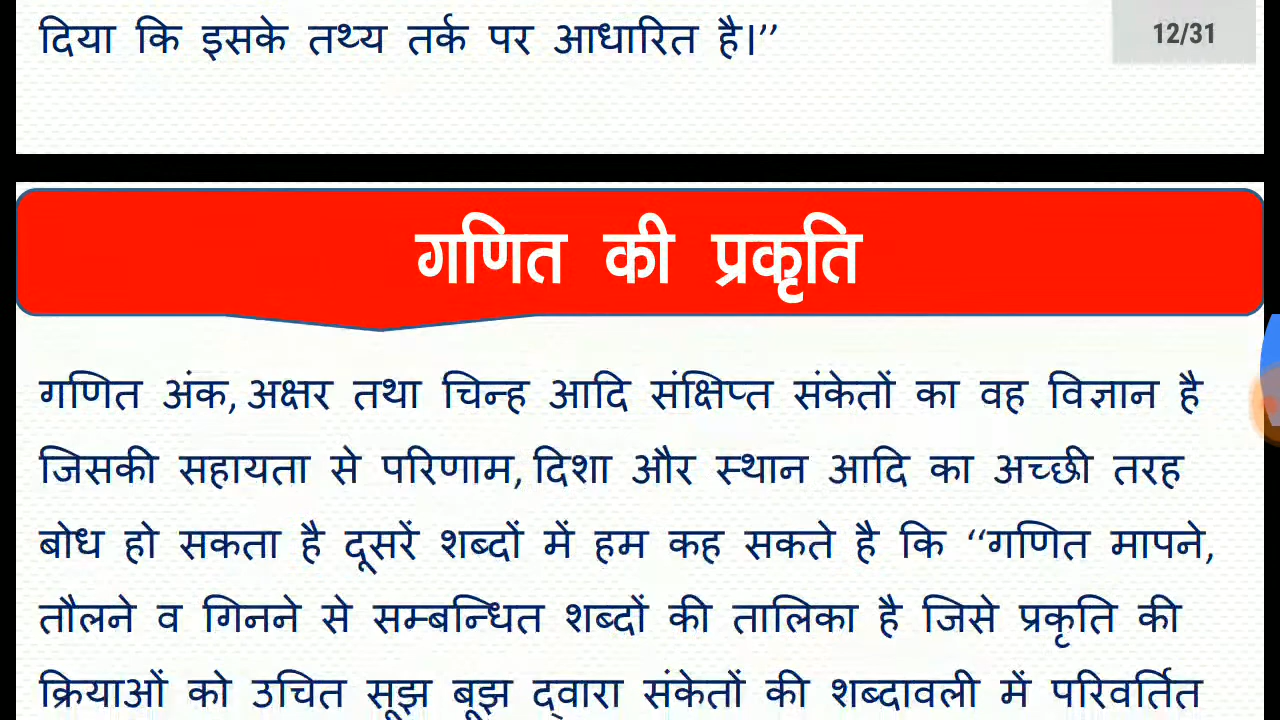 दिया कि इसके तथ्य तर्क पर आधारित है।’’
12/31
गणित की प्रकृति
गणित अंक, अक्षर तथा चिन्ह आदि संक्षिप्त संकेतों का वह विज्ञान है
जिसकी सहायता से परिणाम, दिशा और स्थान आदि का अच्छी तरह
बोध हो सकता है दूसरें शब्दों में हम कह सकते है कि ‘‘गणित मापने,
तौलने व गिनने से सम्बन्धित शब्दों की तालिका है जिसे प्रकृति की
क्रियाओं को उचित सूझ बूझ द्वारा संकेतों की शब्दावली में परिवर्तित